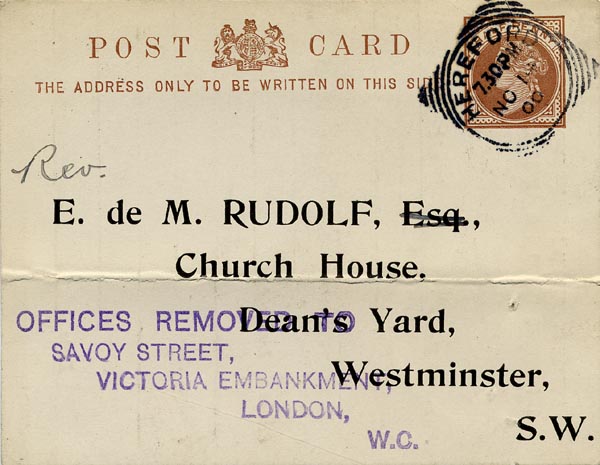 POST CARD
THE ADDRESS ONLY TO BE WRITTEN ON THIS
HEREFORD
7.30PM
NO 1
00
Rev.
E. de M. RUDOLF, Esq.,
Church House,
Dean's Yard,
Westminster,
S.W.
OFFICES REMOVED TO
SAVOY STREET,
VICTORIA EMBANKMENT,
LONDON,
W.C.